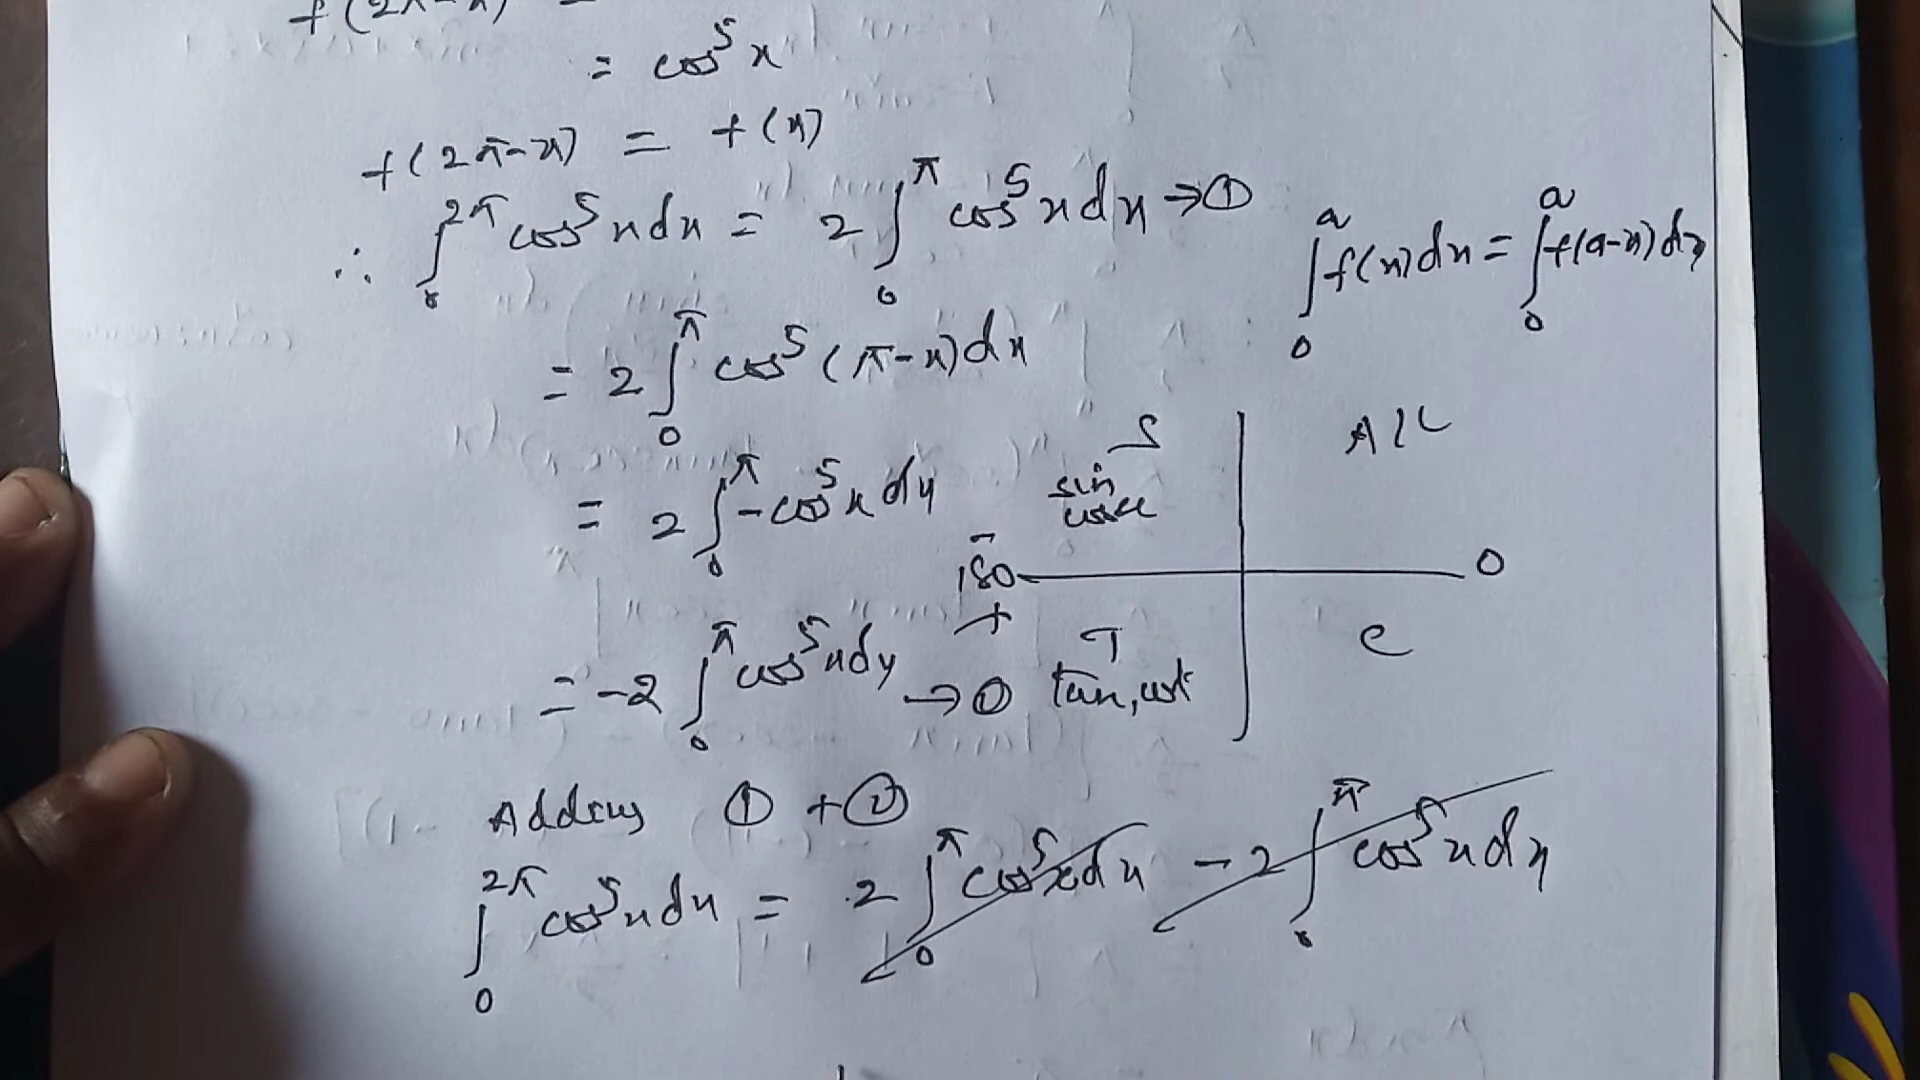 f(2π-x) =
= cos⁵x
f(2π-x) = f(x)
∴ ∫₀^2π cos⁵x dx = 2∫₀^π cos⁵x dx → ①
∫₀^a f(x) dx = ∫₀^a f(a-x) dx
= 2∫₀^π cos⁵(π-x) dx
= 2∫₀^π -cos⁵x dx
= -2∫₀^π cos⁵x dx →
S
All
sin
cosec
180
0
T
tan, cot
C
Adding ① + ②
∫₀^2π cos⁵x dx = 2∫₀^π cos⁵x dx - 2∫₀^π cos⁵x dx